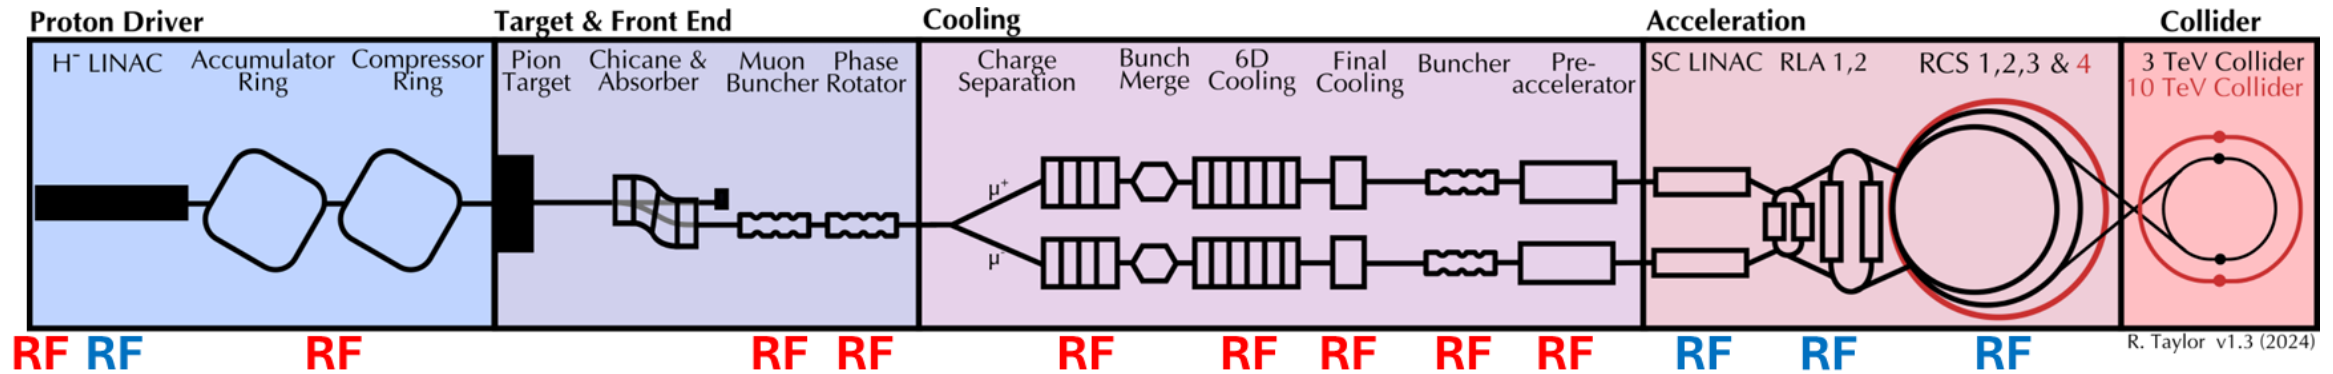 Proton Driver
Target & Front End
Cooling
Acceleration
Collider
H⁻ LINAC
Accumulator
Ring
Compressor
Ring
Pion
Target
Chicane &
Absorber
Muon
Buncher
Phase
Rotator
Charge
Separation
Bunch
Merge
6D
Cooling
Final
Cooling
Buncher
Pre-
accelerator
SC LINAC
RLA 1,2
RCS 1,2,3 & 4
3 TeV Collider
10 TeV Collider
μ⁺
μ⁻
RF RF RF RF RF RF RF RF RF RF RF RF RF
R. Taylor v1.3 (2024)